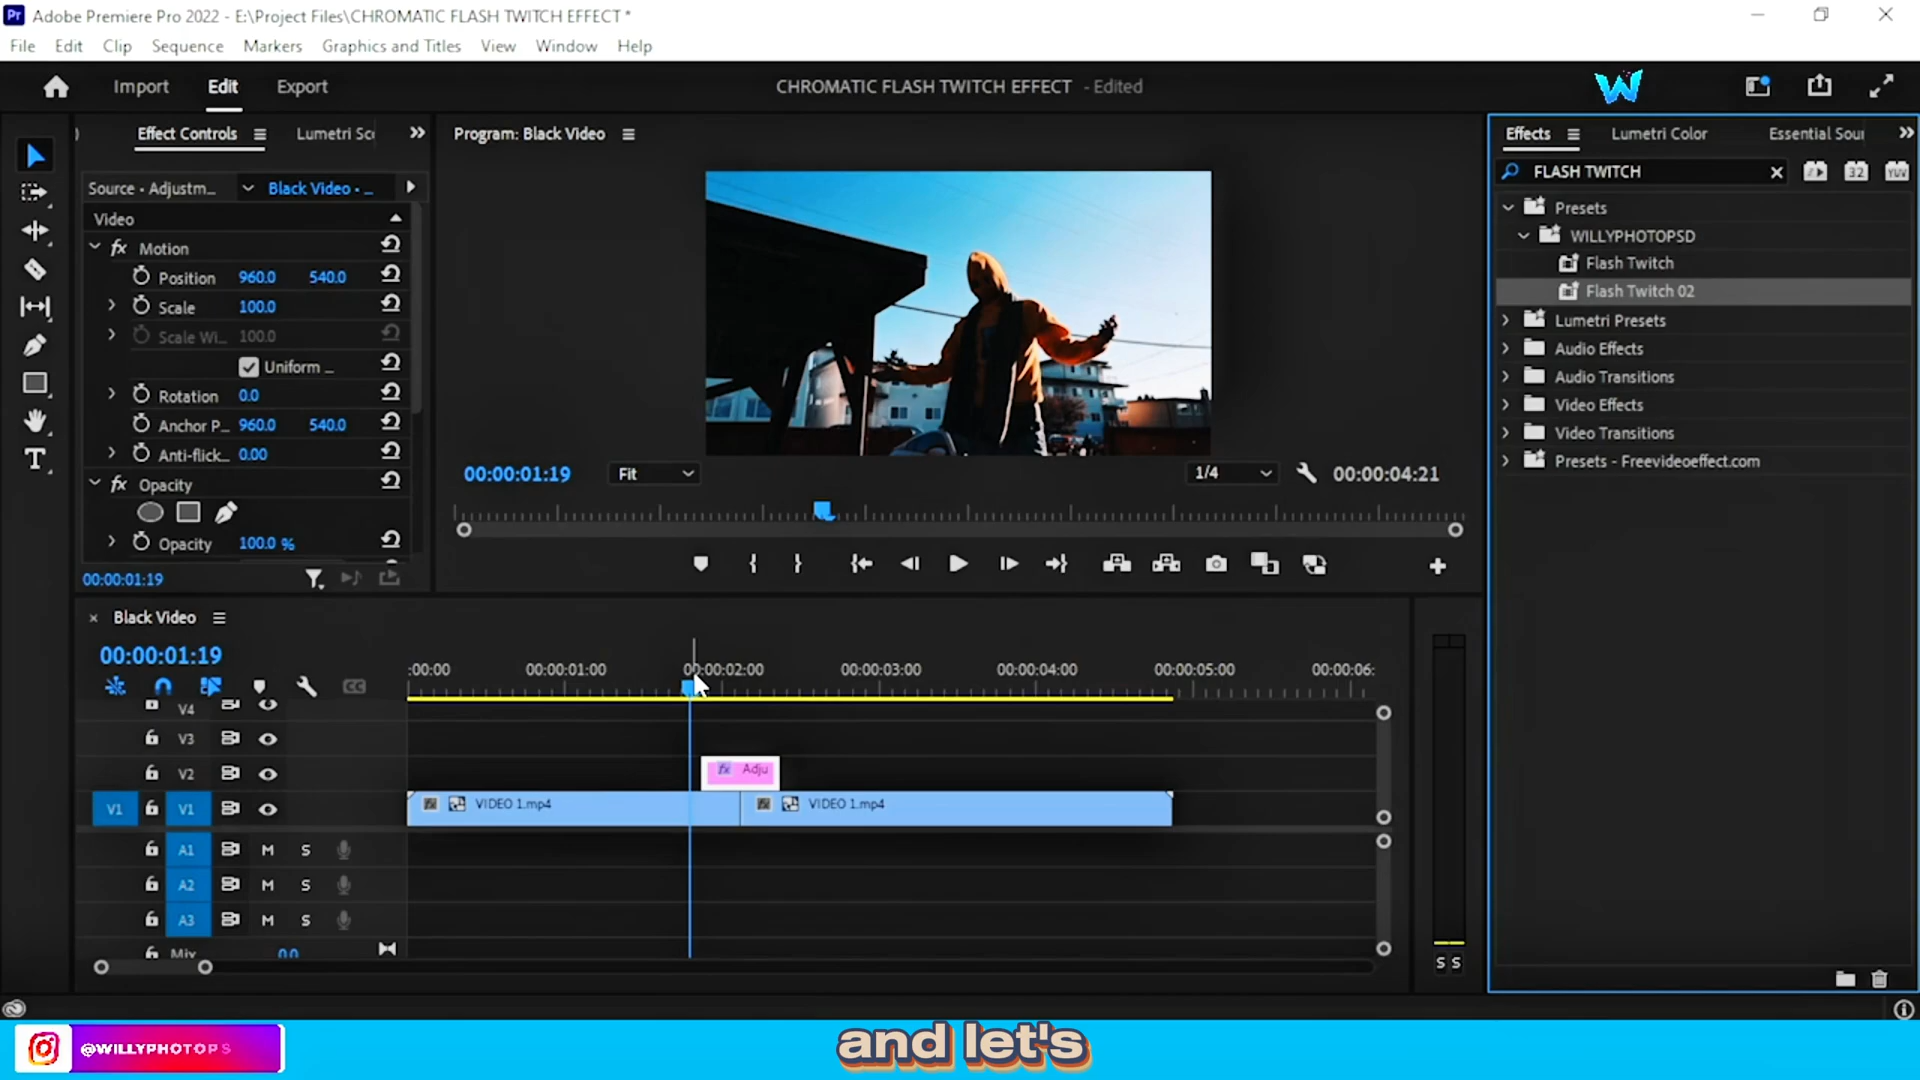 Adobe Premiere Pro 2022 - E:\Project Files\CHROMATIC FLASH TWITCH EFFECT *
File Edit Clip Sequence Markers Graphics and Titles View Window Help
Import Edit Export
CHROMATIC FLASH TWITCH EFFECT - Edited
Effect Controls Lumetri Sc
Source • Adjustm... Black Video • ...
Video
fx Motion
Position 960.0 540.0
Scale 100.0
Scale Wi... 100.0
Uniform ...
Rotation 0.0
Anchor P... 960.0 540.0
Anti-flick... 0.00
fx Opacity
Opacity 100.0 %
00:00:01:19
Program: Black Video
00:00:01:19 Fit 1/4 00:00:04:21
Effects Lumetri Color Essential Sou
FLASH TWITCH
32 YUV
Presets
WILLYPHOTOPSD
Flash Twitch
Flash Twitch 02
Lumetri Presets
Audio Effects
Audio Transitions
Video Effects
Video Transitions
Presets - Freevideoeffect.com
Black Video
00:00:01:19
:00:00 00:00:01:00 00:00:02:00 00:00:03:00 00:00:04:00 00:00:05:00 00:00:06:
CC
V4
V3
V2 fx Adju
V1 V1 VIDEO 1.mp4 VIDEO 1.mp4
A1 M S
A2 M S
A3 M S
Mix 0.0
S S
@WILLYPHOTOPS
and let's